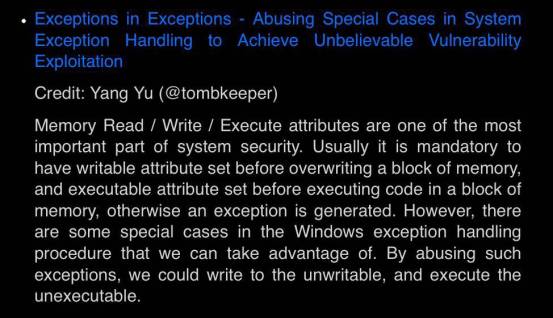 • Exceptions in Exceptions - Abusing Special Cases in System
Exception Handling to Achieve Unbelievable Vulnerability
Exploitation
Credit: Yang Yu (@tombkeeper)
Memory Read / Write / Execute attributes are one of the most
important part of system security. Usually it is mandatory to
have writable attribute set before overwriting a block of memory,
and executable attribute set before executing code in a block of
memory, otherwise an exception is generated. However, there
are some special cases in the Windows exception handling
procedure that we can take advantage of. By abusing such
exceptions, we could write to the unwritable, and execute the
unexecutable.